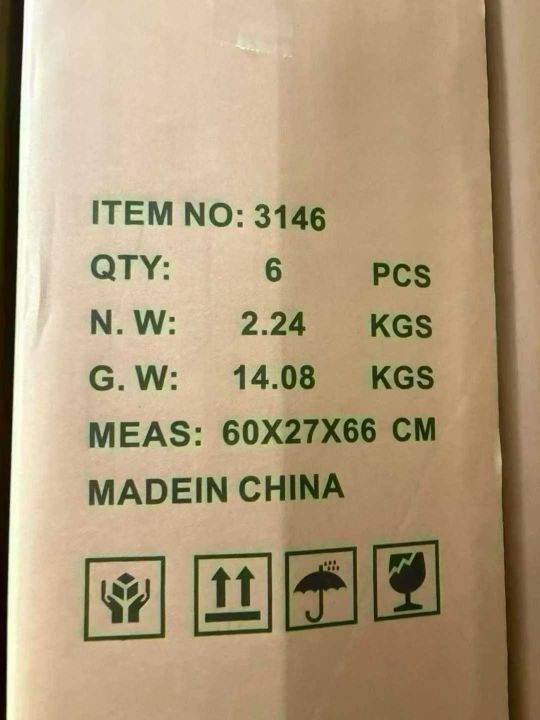 ITEM NO: 3146
QTY: 6 PCS
N. W: 2.24 KGS
G. W: 14.08 KGS
MEAS: 60X27X66 CM
MADEIN CHINA